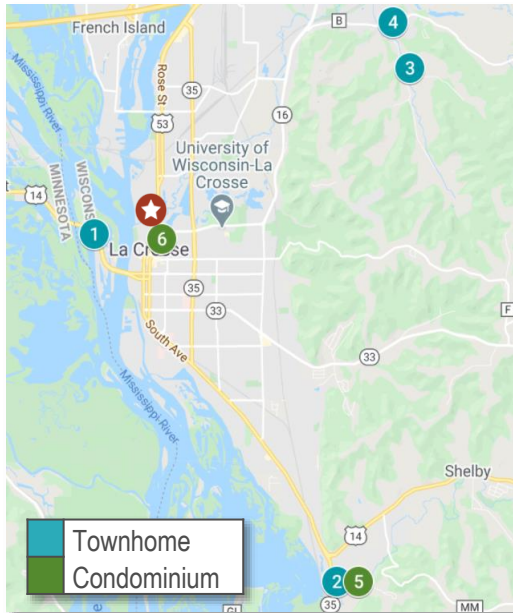 French Island
B
4
3
Mississippi River
Rose St
35
53
16
University of
Wisconsin-La
Crosse
WISCONS
MINNESOTA
t
14
1
6
La Crosse
F
35
33
South Ave
33
Mississippi River
Shelby
14
2
5
35
MM
e
Townhome
Condominium